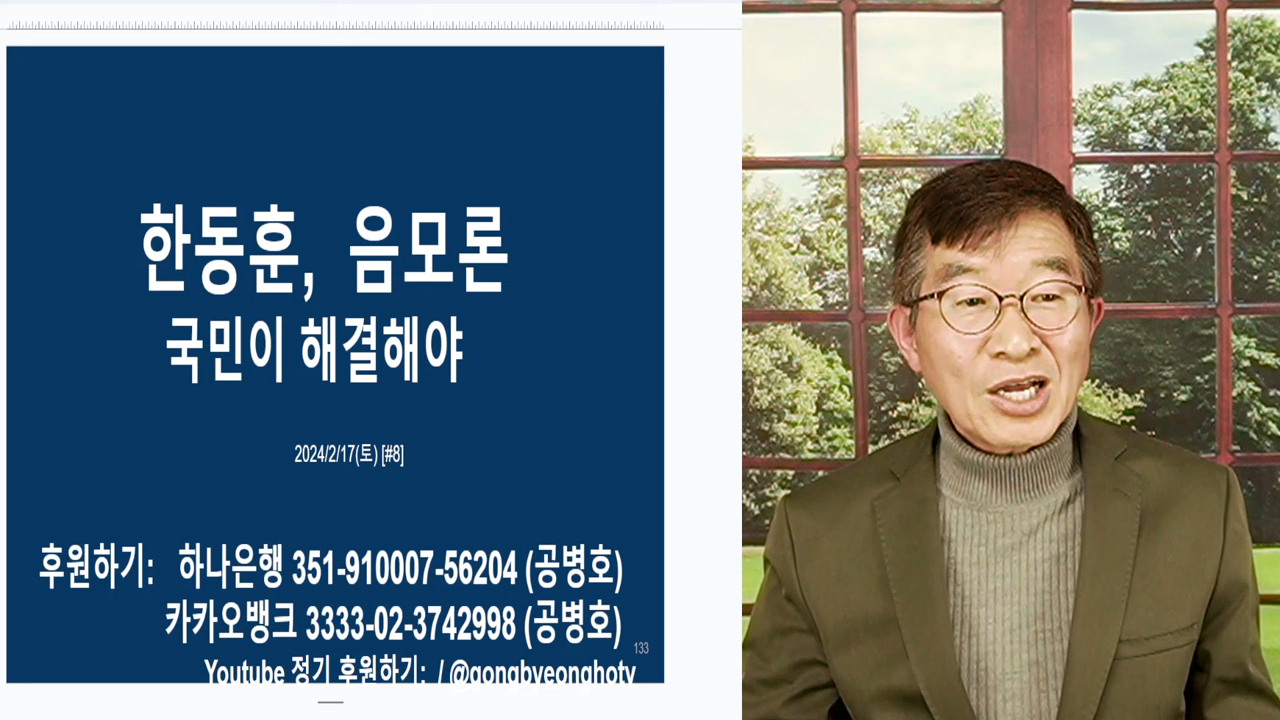 한동훈, 음모론
국민이 해결해야
2024/2/17(토) [#8]
후원하기: 하나은행 351-910007-56204 (공병호)
카카오뱅크 3333-02-3742998 (공병호)
133
Youtube 정기 후원하기: / @gongbyeonghotv